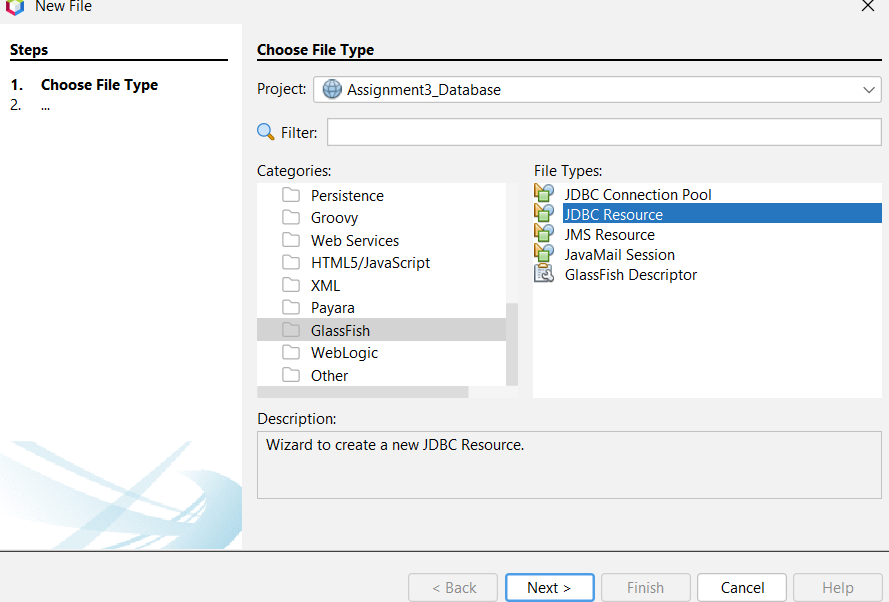 New File
Steps
1. Choose File Type
2. ...
Choose File Type
Project: Assignment3_Database
Filter:
Categories:
Persistence
Groovy
Web Services
HTML5/JavaScript
XML
Payara
GlassFish
WebLogic
Other
File Types:
JDBC Connection Pool
JDBC Resource
JMS Resource
JavaMail Session
GlassFish Descriptor
Description:
Wizard to create a new JDBC Resource.
< Back
Next >
Finish
Cancel
Help